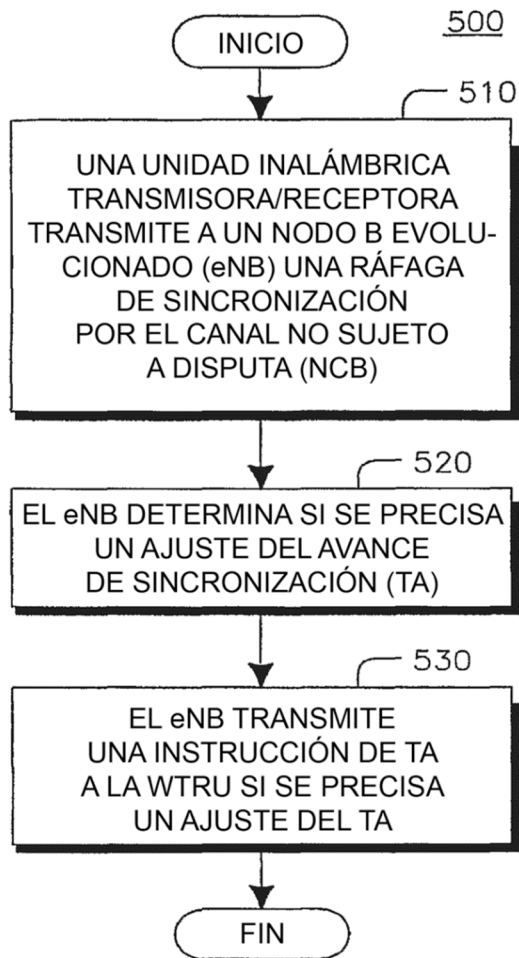 500
INICIO
510
UNA UNIDAD INALÁMBRICA
TRANSMISORA/RECEPTORA
TRANSMITE A UN NODO B EVOLU-
CIONADO (eNB) UNA RÁFAGA
DE SINCRONIZACIÓN
POR EL CANAL NO SUJETO
A DISPUTA (NCB)
520
EL eNB DETERMINA SI SE PRECISA
UN AJUSTE DEL AVANCE
DE SINCRONIZACIÓN (TA)
530
EL eNB TRANSMITE
UNA INSTRUCCIÓN DE TA
A LA WTRU SI SE PRECISA
UN AJUSTE DEL TA
FIN